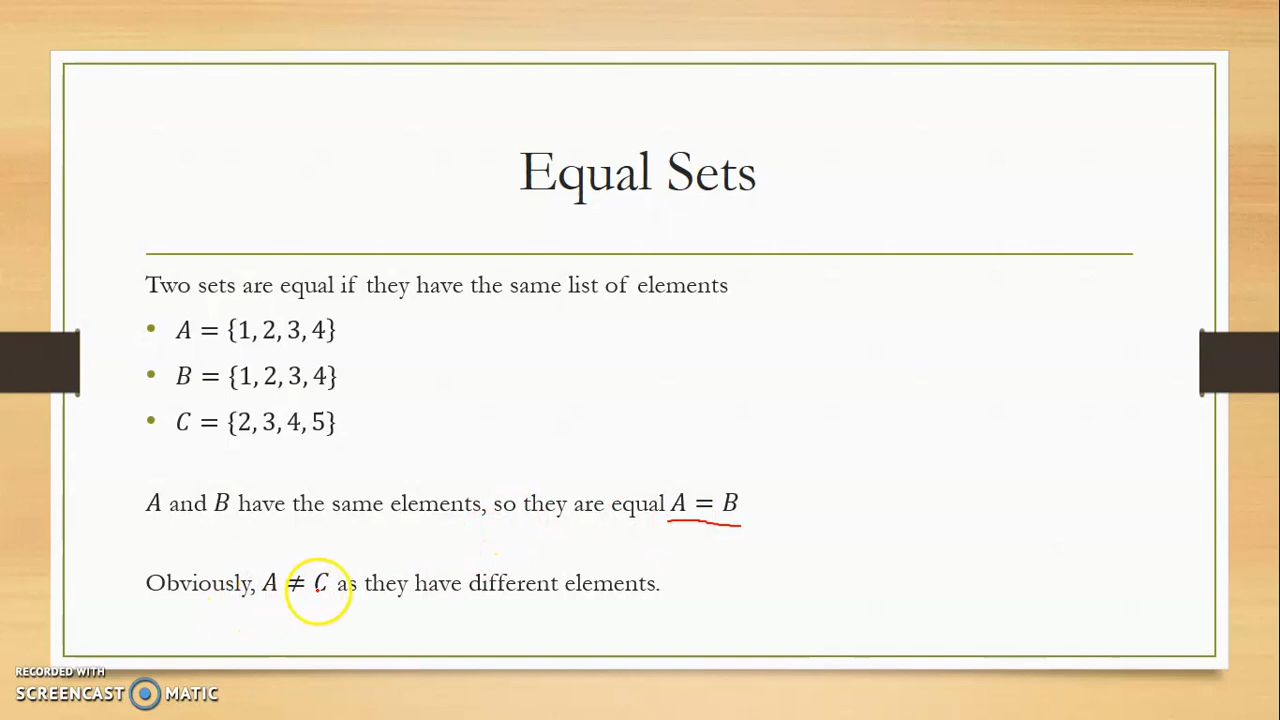 Equal Sets
Two sets are equal if they have the same list of elements
• A = {1, 2, 3, 4}
• B = {1, 2, 3, 4}
• C = {2, 3, 4, 5}
A and B have the same elements, so they are equal A = B
Obviously, A ≠ C as they have different elements.
RECORDED WITH
SCREENCAST MATIC